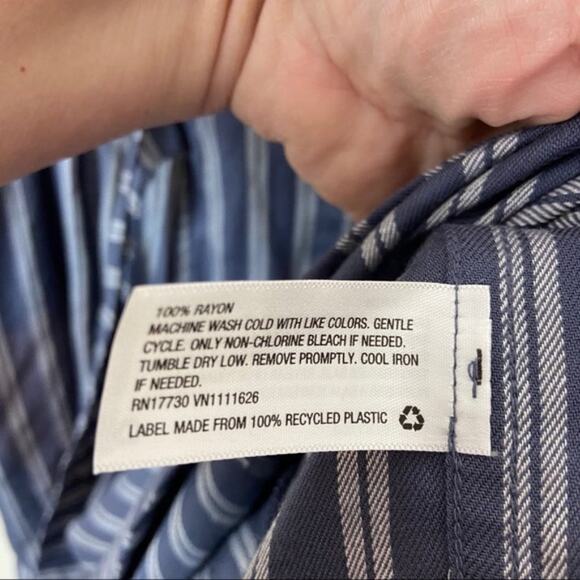 100% RAYON
MACHINE WASH COLD WITH LIKE COLORS. GENTLE
CYCLE. ONLY NON-CHLORINE BLEACH IF NEEDED.
TUMBLE DRY LOW. REMOVE PROMPTLY. COOL IRON
IF NEEDED.
RN17730 VN1111626
LABEL MADE FROM 100% RECYCLED PLASTIC